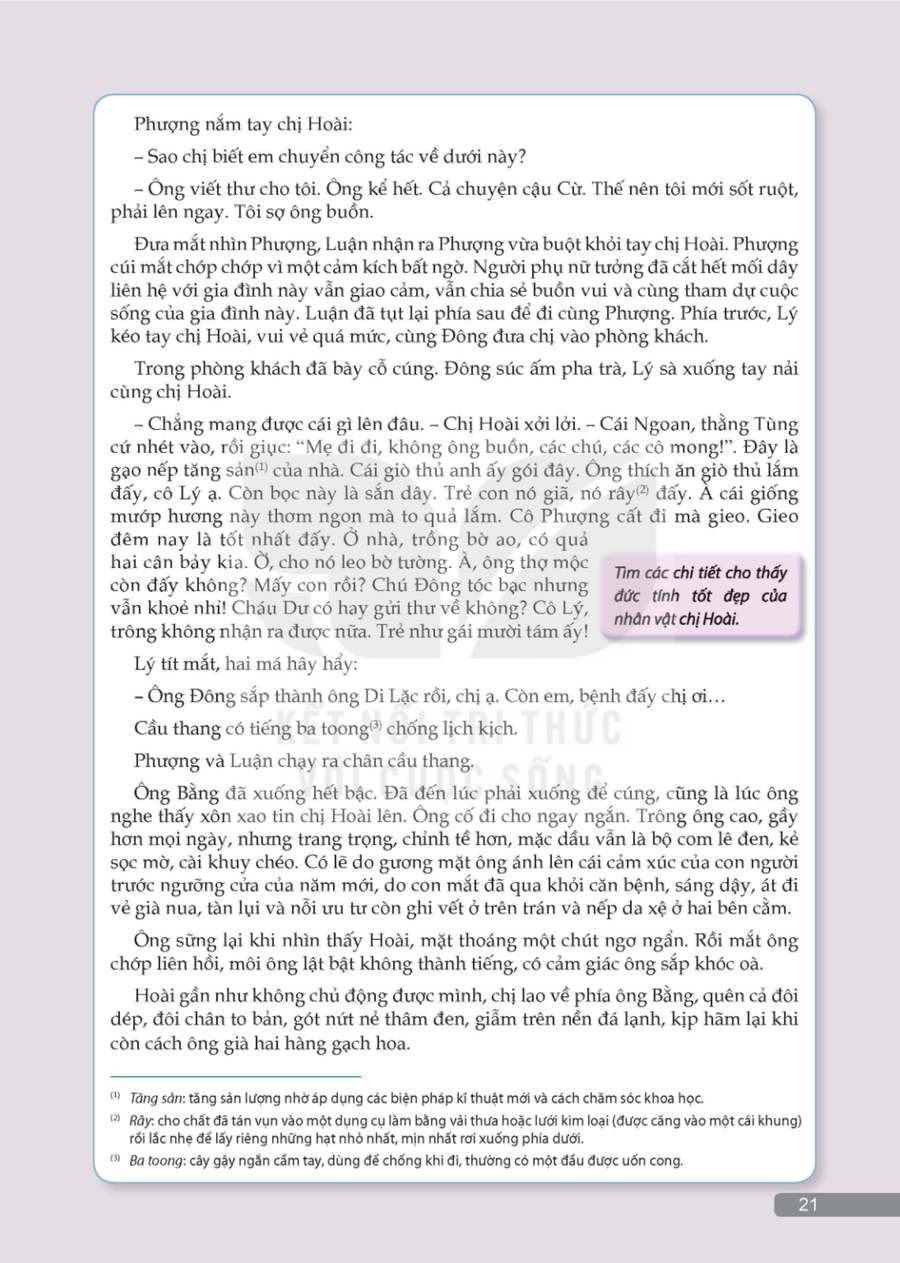 Phượng nắm tay chị Hoài:
– Sao chị biết em chuyển công tác về dưới này?
– Ông viết thư cho tôi. Ông kể hết. Cả chuyện cậu Cừ. Thế nên tôi mới sốt ruột,
phải lên ngay. Tôi sợ ông buồn.
Đưa mắt nhìn Phượng, Luận nhận ra Phượng vừa buột khỏi tay chị Hoài. Phượng
cúi mắt chớp chớp vì một cảm kích bất ngờ. Người phụ nữ tưởng đã cắt hết mối dây
liên hệ với gia đình này vẫn giao cảm, vẫn chia sẻ buồn vui và cùng tham dự cuộc
sống của gia đình này. Luận đã tụt lại phía sau để đi cùng Phượng. Phía trước, Lý
kéo tay chị Hoài, vui vẻ quá mức, cùng Đông đưa chị vào phòng khách.
Trong phòng khách đã bày cỗ cúng. Đông súc ấm pha trà, Lý sà xuống tay nải
cùng chị Hoài.
– Chẳng mang được cái gì lên đâu. – Chị Hoài xởi lởi. – Cái Ngoan, thằng Tùng
cứ nhét vào, rồi giục: “Mẹ đi đi, không ông buồn, các chú, các cô mong!”. Đây là
gạo nếp tăng sản(1) của nhà. Cái giò thủ anh ấy gói đây. Ông thích ăn giò thủ lắm
đấy, cô Lý ạ. Còn bọc này là sắn dây. Trẻ con nó giã, nó rây(2) đấy. À cái giống
mướp hương này thơm ngon mà to quả lắm. Cô Phượng cất đi mà gieo. Gieo
đêm nay là tốt nhất đấy. Ở nhà, trồng bờ ao, có quả
hai cân bảy kia. Ờ, cho nó leo bờ tường. À, ông thợ mộc
còn đấy không? Mấy con rồi? Chú Đông tóc bạc nhưng
vẫn khoẻ nhỉ! Cháu Dư có hay gửi thư về không? Cô Lý,
trông không nhận ra được nữa. Trẻ như gái mười tám ấy!
Tìm các chi tiết cho thấy
đức tính tốt đẹp của
nhân vật chị Hoài.
Lý tít mắt, hai má hây hẩy:
– Ông Đông sắp thành ông Di Lặc rồi, chị ạ. Còn em, bệnh đấy chị ơi…
Cầu thang có tiếng ba toong(3) chống lịch kịch.
Phượng và Luận chạy ra chân cầu thang.
Ông Bằng đã xuống hết bậc. Đã đến lúc phải xuống để cúng, cũng là lúc ông
nghe thấy xôn xao tin chị Hoài lên. Ông cố đi cho ngay ngắn. Trông ông cao, gầy
hơn mọi ngày, nhưng trang trọng, chỉnh tề hơn, mặc dầu vẫn là bộ com lê đen, kẻ
sọc mờ, cài khuy chéo. Có lẽ do gương mặt ông ánh lên cái cảm xúc của con người
trước ngưỡng cửa của năm mới, do con mắt đã qua khỏi căn bệnh, sáng dậy, át đi
vẻ già nua, tàn lụi và nỗi ưu tư còn ghi vết ở trên trán và nếp da xệ ở hai bên cằm.
Ông sững lại khi nhìn thấy Hoài, mặt thoáng một chút ngơ ngẩn. Rồi mắt ông
chớp liên hồi, môi ông lật bật không thành tiếng, có cảm giác ông sắp khóc oà.
Hoài gần như không chủ động được mình, chị lao về phía ông Bằng, quên cả đôi
dép, đôi chân to bản, gót nứt nẻ thâm đen, giẫm trên nền đá lạnh, kịp hãm lại khi
còn cách ông già hai hàng gạch hoa.
KẾT NỐI TRI THỨC
VỚI CUỘC SỐNG
(1) Tăng sản: tăng sản lượng nhờ áp dụng các biện pháp kĩ thuật mới và cách chăm sóc khoa học.
(2) Rây: cho chất đã tán vụn vào một dụng cụ làm bằng vải thưa hoặc lưới kim loại (được căng vào một cái khung)
rồi lắc nhẹ để lấy riêng những hạt nhỏ nhất, mịn nhất rơi xuống phía dưới.
(3) Ba toong: cây gậy ngắn cầm tay, dùng để chống khi đi, thường có một đầu được uốn cong.
21